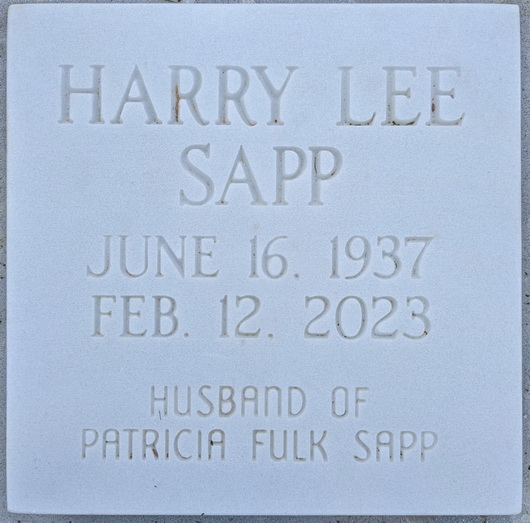 HARRY LEE
SAPP
JUNE 16. 1937
FEB. 12. 2023
HUSBAND OF
PATRICIA FULK SAPP